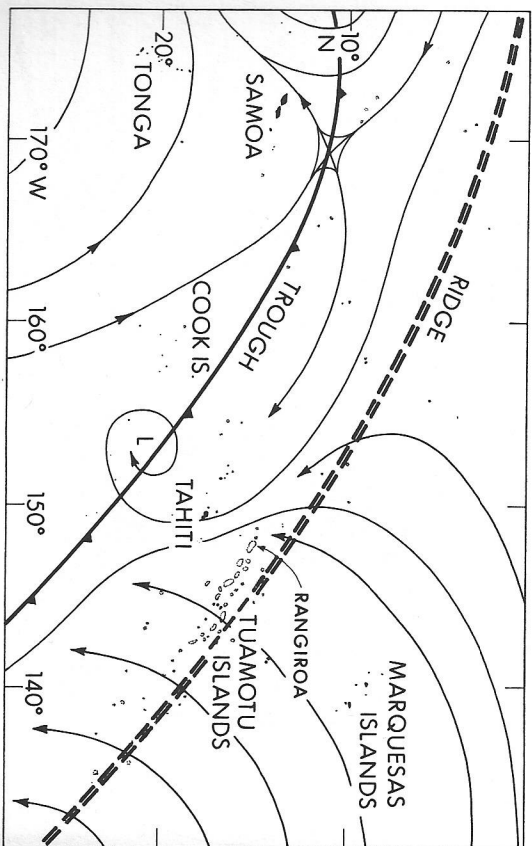 RIDGE
MARQUESAS
ISLANDS
10°
N
RANGIROA
TROUGH
SAMOA
TUAMOTU
ISLANDS
COOK IS.
TAHITI
20°
TONGA
L
170° W
160°
150°
140°